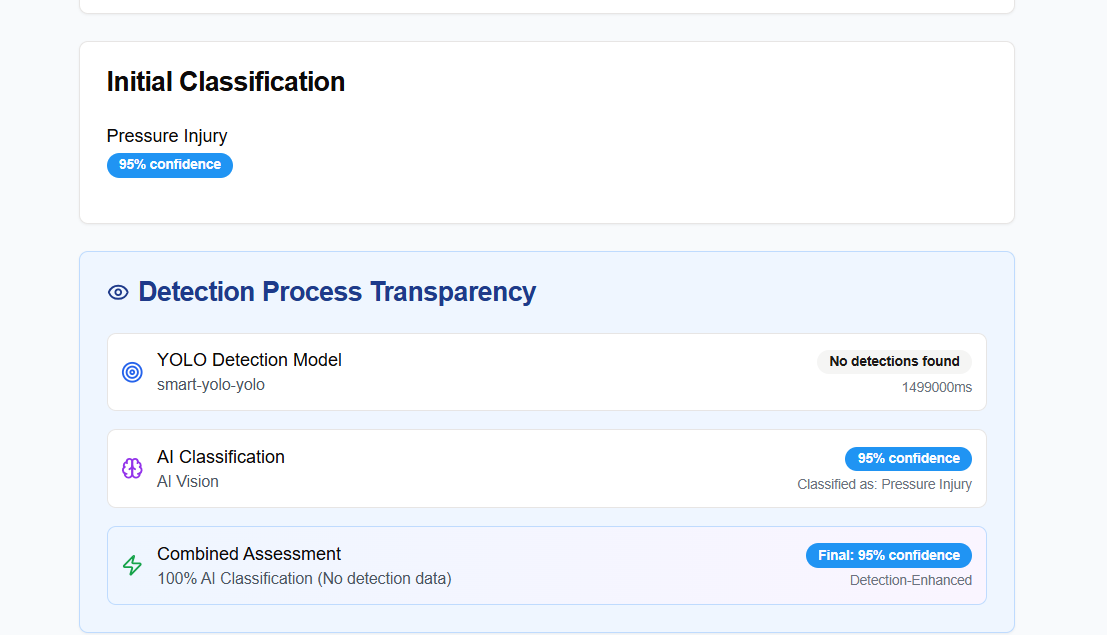 Initial Classification
Pressure Injury
95% confidence
Detection Process Transparency
YOLO Detection Model
smart-yolo-yolo
No detections found
1499000ms
AI Classification
AI Vision
95% confidence
Classified as: Pressure Injury
Combined Assessment
100% AI Classification (No detection data)
Final: 95% confidence
Detection-Enhanced